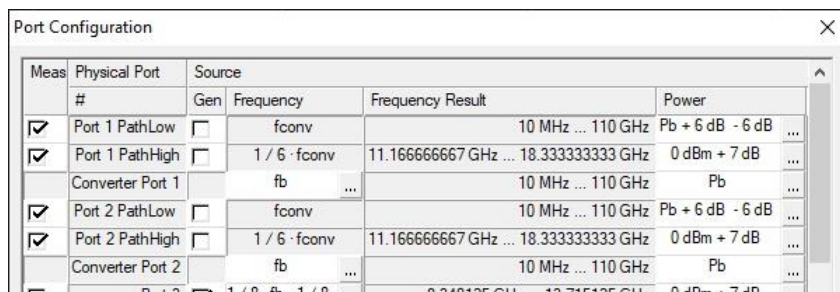 Port Configuration
Meas Physical Port Source
# Gen Frequency Frequency Result Power
Port 1 PathLow fconv 10 MHz ... 110 GHz Pb + 6 dB - 6 dB ...
Port 1 PathHigh 1 / 6 · fconv 11.166666667 GHz ... 18.333333333 GHz 0 dBm + 7 dB ...
Converter Port 1 fb ... 10 MHz ... 110 GHz Pb ...
Port 2 PathLow fconv 10 MHz ... 110 GHz Pb + 6 dB - 6 dB ...
Port 2 PathHigh 1 / 6 · fconv 11.166666667 GHz ... 18.333333333 GHz 0 dBm + 7 dB ...
Converter Port 2 fb ... 10 MHz ... 110 GHz Pb ...